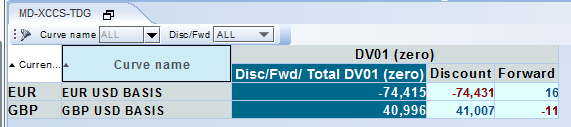 MD-XCCS-TDG
Curve name ALL Disc/Fwd ALL
DV01 (zero)
Curren... Curve name Disc/Fwd/ Total DV01 (zero) Discount Forward
EUR EUR USD BASIS -74,415 -74,431 16
GBP GBP USD BASIS 40,996 41,007 -11